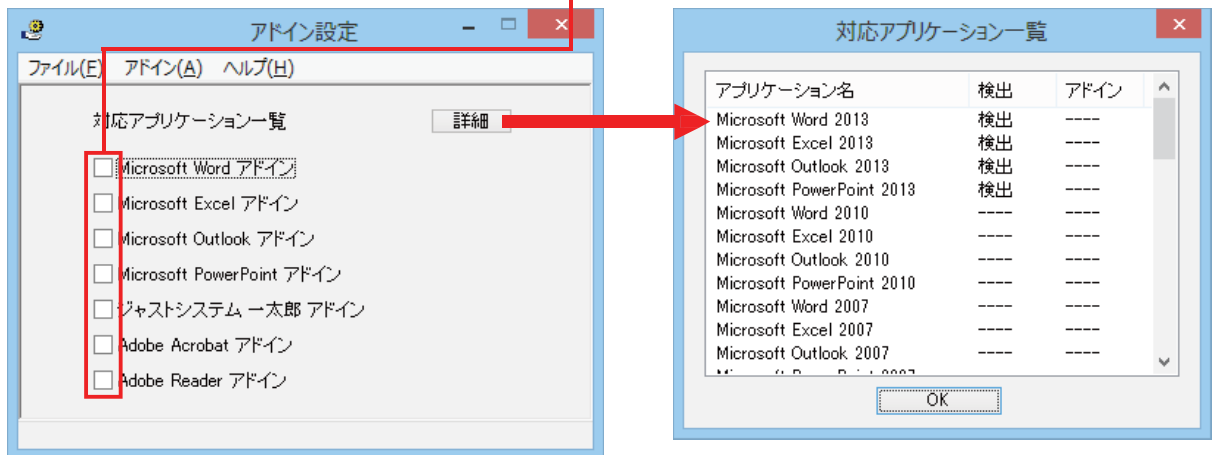 アドイン設定
ファイル(F) アドイン(A) ヘルプ(H)
対応アプリケーション一覧 詳細
Microsoft Word アドイン
Microsoft Excel アドイン
Microsoft Outlook アドイン
Microsoft PowerPoint アドイン
ジャストシステム 一太郎 アドイン
Adobe Acrobat アドイン
Adobe Reader アドイン
対応アプリケーション一覧
アプリケーション名 検出 アドイン
Microsoft Word 2013 検出 ----
Microsoft Excel 2013 検出 ----
Microsoft Outlook 2013 検出 ----
Microsoft PowerPoint 2013 検出 ----
Microsoft Word 2010 ---- ----
Microsoft Excel 2010 ---- ----
Microsoft Outlook 2010 ---- ----
Microsoft PowerPoint 2010 ---- ----
Microsoft Word 2007 ---- ----
Microsoft Excel 2007 ---- ----
Microsoft Outlook 2007 ---- ----
OK